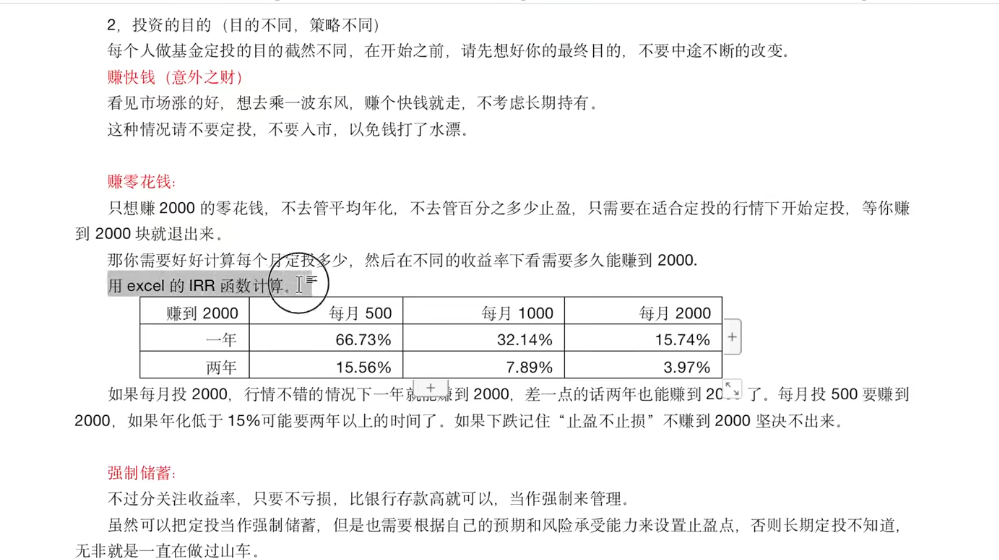 2，投资的目的（目的不同，策略不同）
每个人做基金定投的目的截然不同，在开始之前，请先想好你的最终目的，不要中途不断的改变。
赚快钱（意外之财）
看见市场涨的好，想去乘一波东风，赚个快钱就走，不考虑长期持有。
这种情况请不要定投，不要入市，以免钱打了水漂。
赚零花钱：
只想赚 2000 的零花钱，不去管平均年化，不去管百分之多少止盈，只需要在适合定投的行情下开始定投，等你赚
到 2000 块就退出来。
那你需要好好计算每个月定投多少，然后在不同的收益率下看需要多久能赚到 2000.
用 excel 的 IRR 函数计算。
赚到 2000 每月 500 每月 1000 每月 2000
一年 66.73% 32.14% 15.74%
两年 15.56% 7.89% 3.97%
如果每月投 2000，行情不错的情况下一年就能赚到 2000，差一点的话两年也能赚到 了。每月投 500 要赚到
2000，如果年化低于 15%可能要两年以上的时间了。如果下跌记住“止盈不止损”不赚到 2000 坚决不出来。
强制储蓄：
不过分关注收益率，只要不亏损，比银行存款高就可以，当作强制来管理。
虽然可以把定投当作强制储蓄，但是也需要根据自己的预期和风险承受能力来设置止盈点，否则长期定投不知道，
无非就是一直在做过山车。